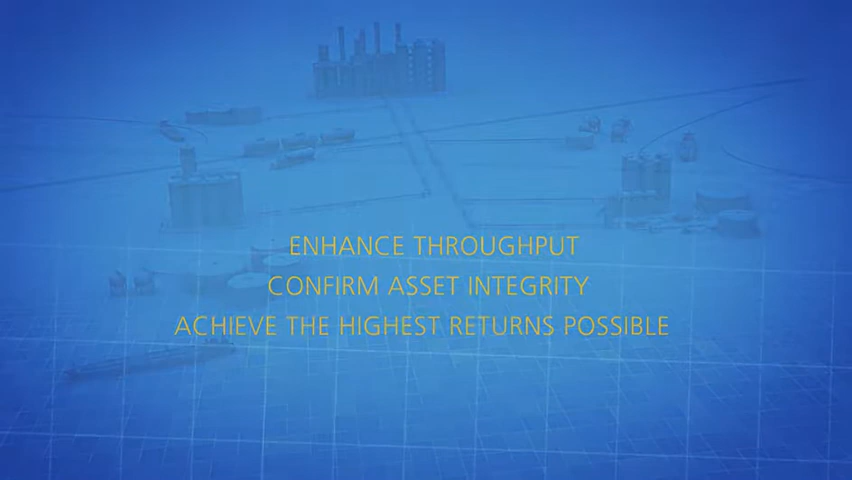 ENHANCE THROUGHPUT
CONFIRM ASSET INTEGRITY
ACHIEVE THE HIGHEST RETURNS POSSIBLE